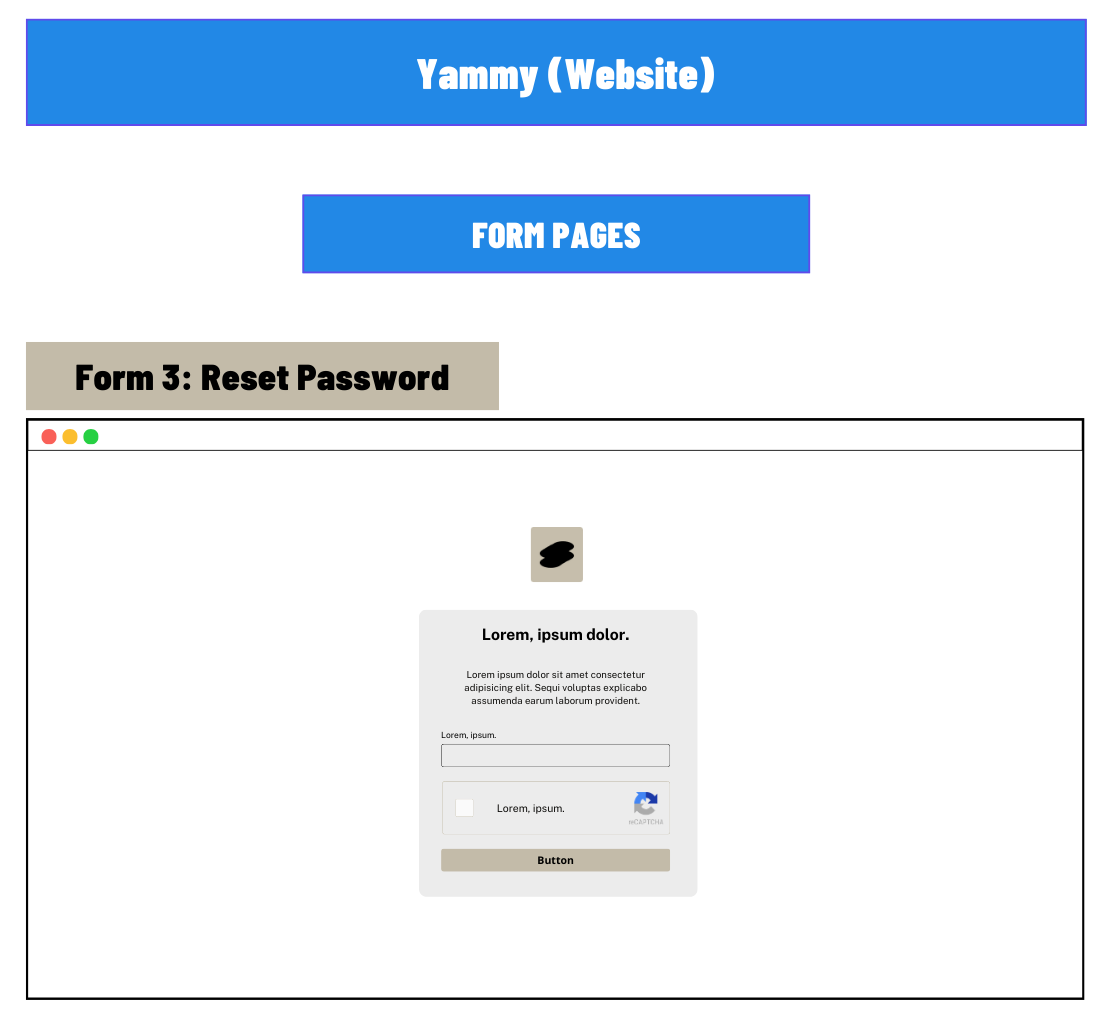 Yammy (Website)
FORM PAGES
Form 3: Reset Password
Lorem, ipsum dolor.
Lorem ipsum dolor sit amet consectetur
adipisicing elit. Sequi voluptas explicabo
assumenda earum laborum provident.
Lorem, ipsum.
Lorem, ipsum.
reCAPTCHA
Button